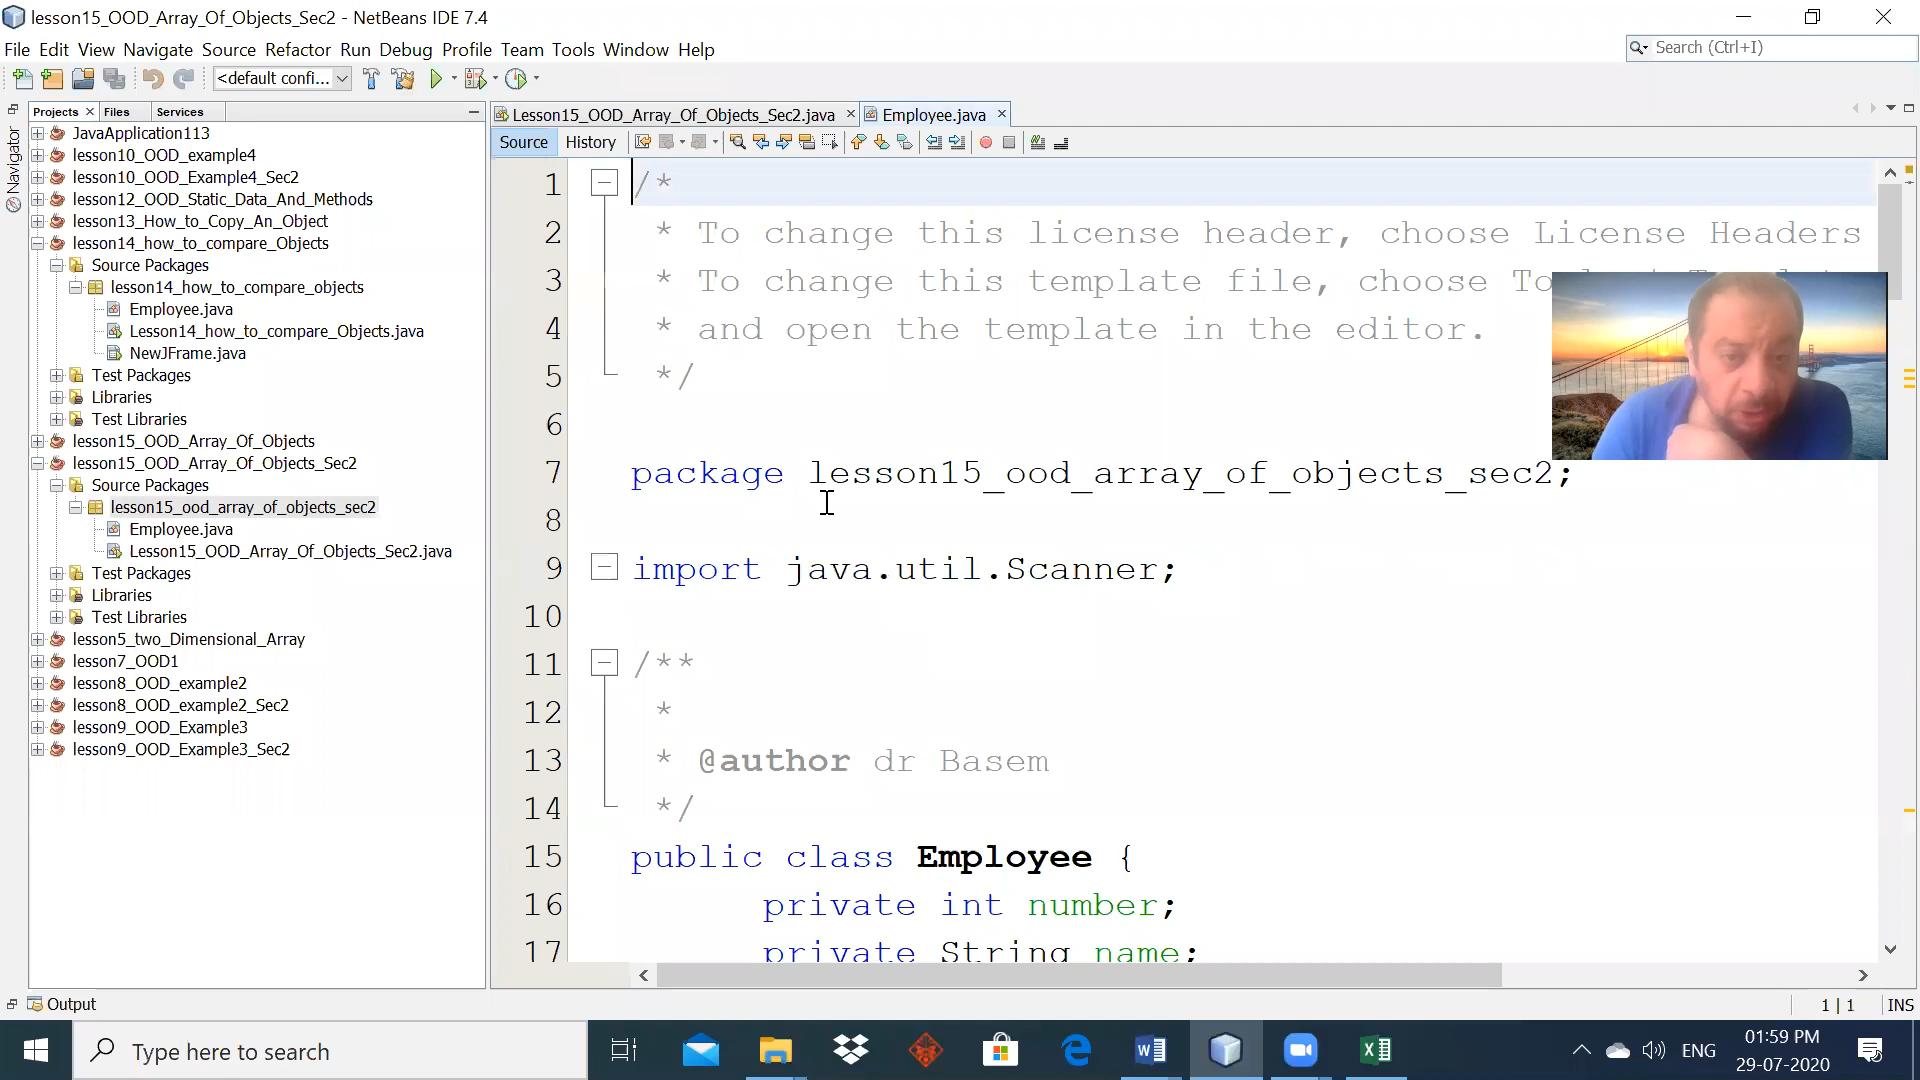 lesson15_OOD_Array_Of_Objects_Sec2 - NetBeans IDE 7.4
File Edit View Navigate Source Refactor Run Debug Profile Team Tools Window Help
Search (Ctrl+I)
<default confi...
Projects Files Services
Navigator
JavaApplication113
lesson10_OOD_example4
lesson10_OOD_Example4_Sec2
lesson12_OOD_Static_Data_And_Methods
lesson13_How_to_Copy_An_Object
lesson14_how_to_compare_Objects
Source Packages
lesson14_how_to_compare_objects
Employee.java
Lesson14_how_to_compare_Objects.java
NewJFrame.java
Test Packages
Libraries
Test Libraries
lesson15_OOD_Array_Of_Objects
lesson15_OOD_Array_Of_Objects_Sec2
Source Packages
lesson15_ood_array_of_objects_sec2
Employee.java
Lesson15_OOD_Array_Of_Objects_Sec2.java
Test Packages
Libraries
Test Libraries
lesson5_two_Dimensional_Array
lesson7_OOD1
lesson8_OOD_example2
lesson8_OOD_example2_Sec2
lesson9_OOD_Example3
lesson9_OOD_Example3_Sec2
Lesson15_OOD_Array_Of_Objects_Sec2.java Employee.java
Source History
1 /*
2 * To change this license header, choose License Headers
3 * To change this template file, choose To
4 * and open the template in the editor.
5 */
6
7 package lesson15_ood_array_of_objects_sec2;
8
9 import java.util.Scanner;
10
11 /**
12 *
13 * @author dr Basem
14 */
15 public class Employee {
16 private int number;
17 private String name;
Output
1 | 1 INS
Type here to search
ENG
01:59 PM
29-07-2020